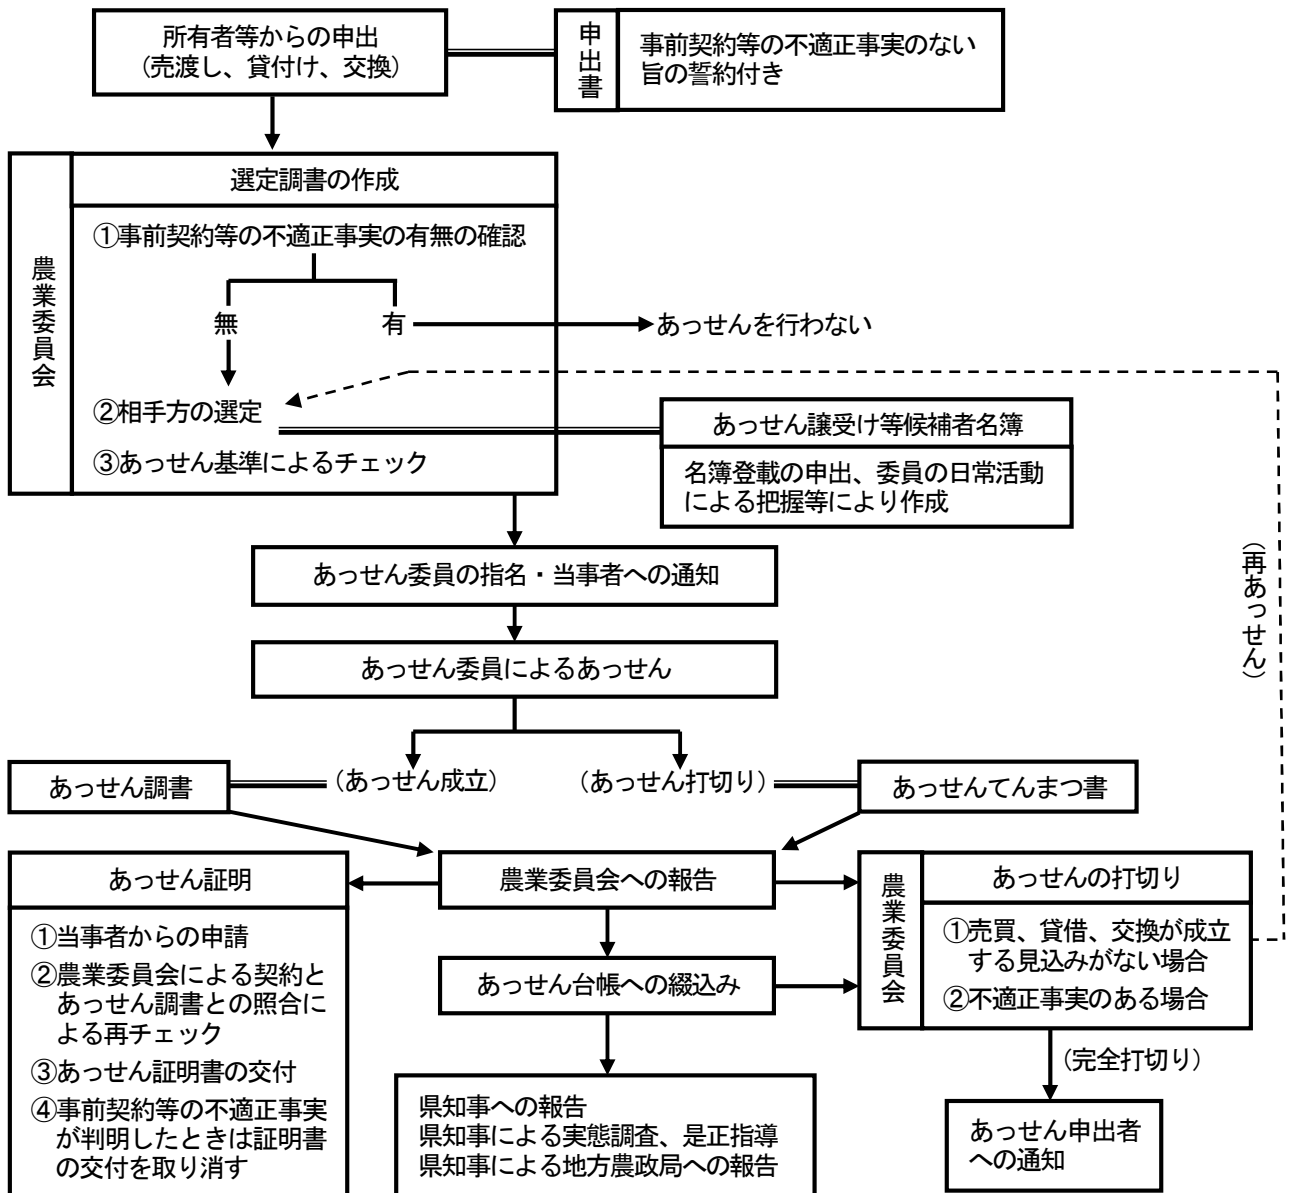 所有者等からの申出
（売渡し、貸付け、交換）
申出書
事前契約等の不適正事実のない
旨の誓約付き
農業委員会
選定調書の作成
①事前契約等の不適正事実の有無の確認
無
有
あっせんを行わない
②相手方の選定
③あっせん基準によるチェック
あっせん譲受け等候補者名簿
名簿登載の申出、委員の日常活動
による把握等により作成
（再あっせん）
あっせん委員の指名・当事者への通知
あっせん委員によるあっせん
あっせん調書
（あっせん成立）
（あっせん打切り）
あっせんてんまつ書
あっせん証明
①当事者からの申請
②農業委員会による契約と
あっせん調書との照合に
よる再チェック
③あっせん証明書の交付
④事前契約等の不適正事実
が判明したときは証明書
の交付を取り消す
農業委員会への報告
あっせん台帳への綴込み
県知事への報告
県知事による実態調査、是正指導
県知事による地方農政局への報告
農業委員会
あっせんの打切り
①売買、貸借、交換が成立
する見込みがない場合
②不適正事実のある場合
（完全打切り）
あっせん申出者
への通知